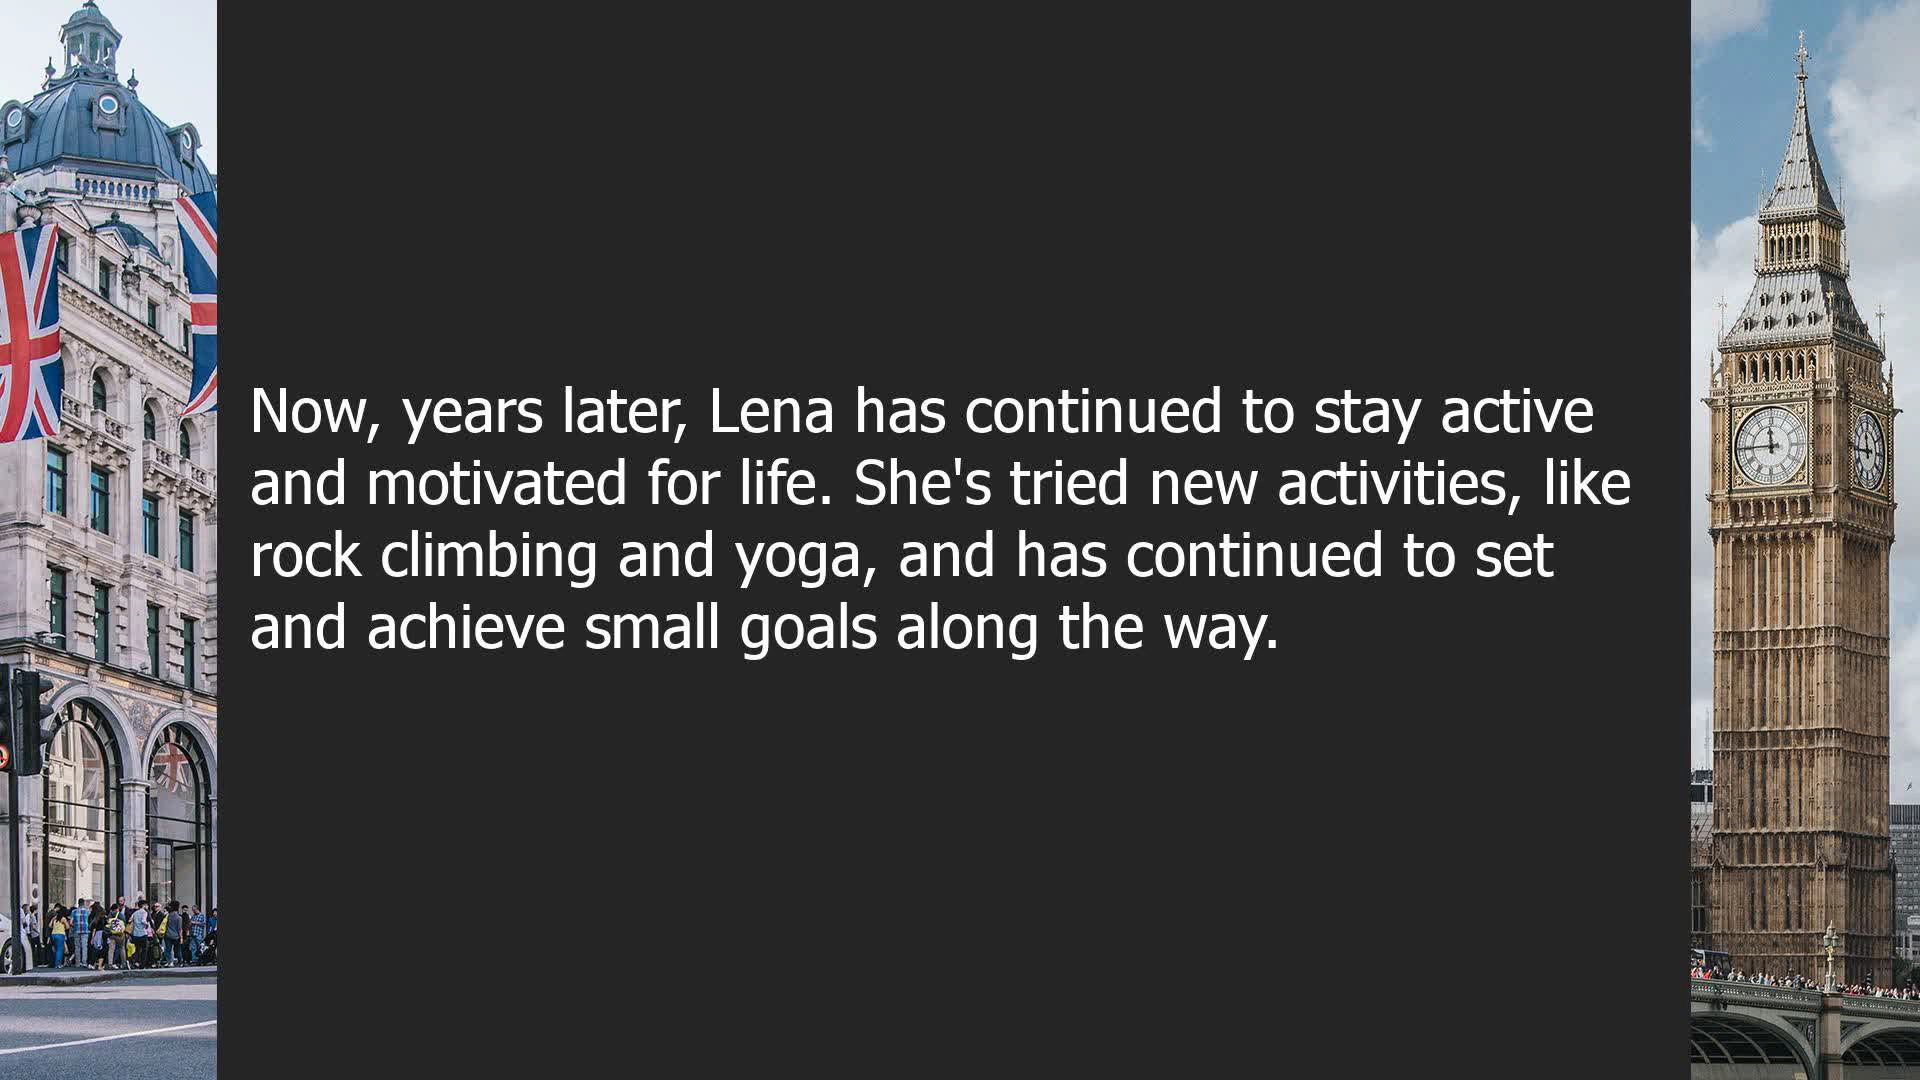 Now, years later, Lena has continued to stay active
and motivated for life. She's tried new activities, like
rock climbing and yoga, and has continued to set
and achieve small goals along the way.